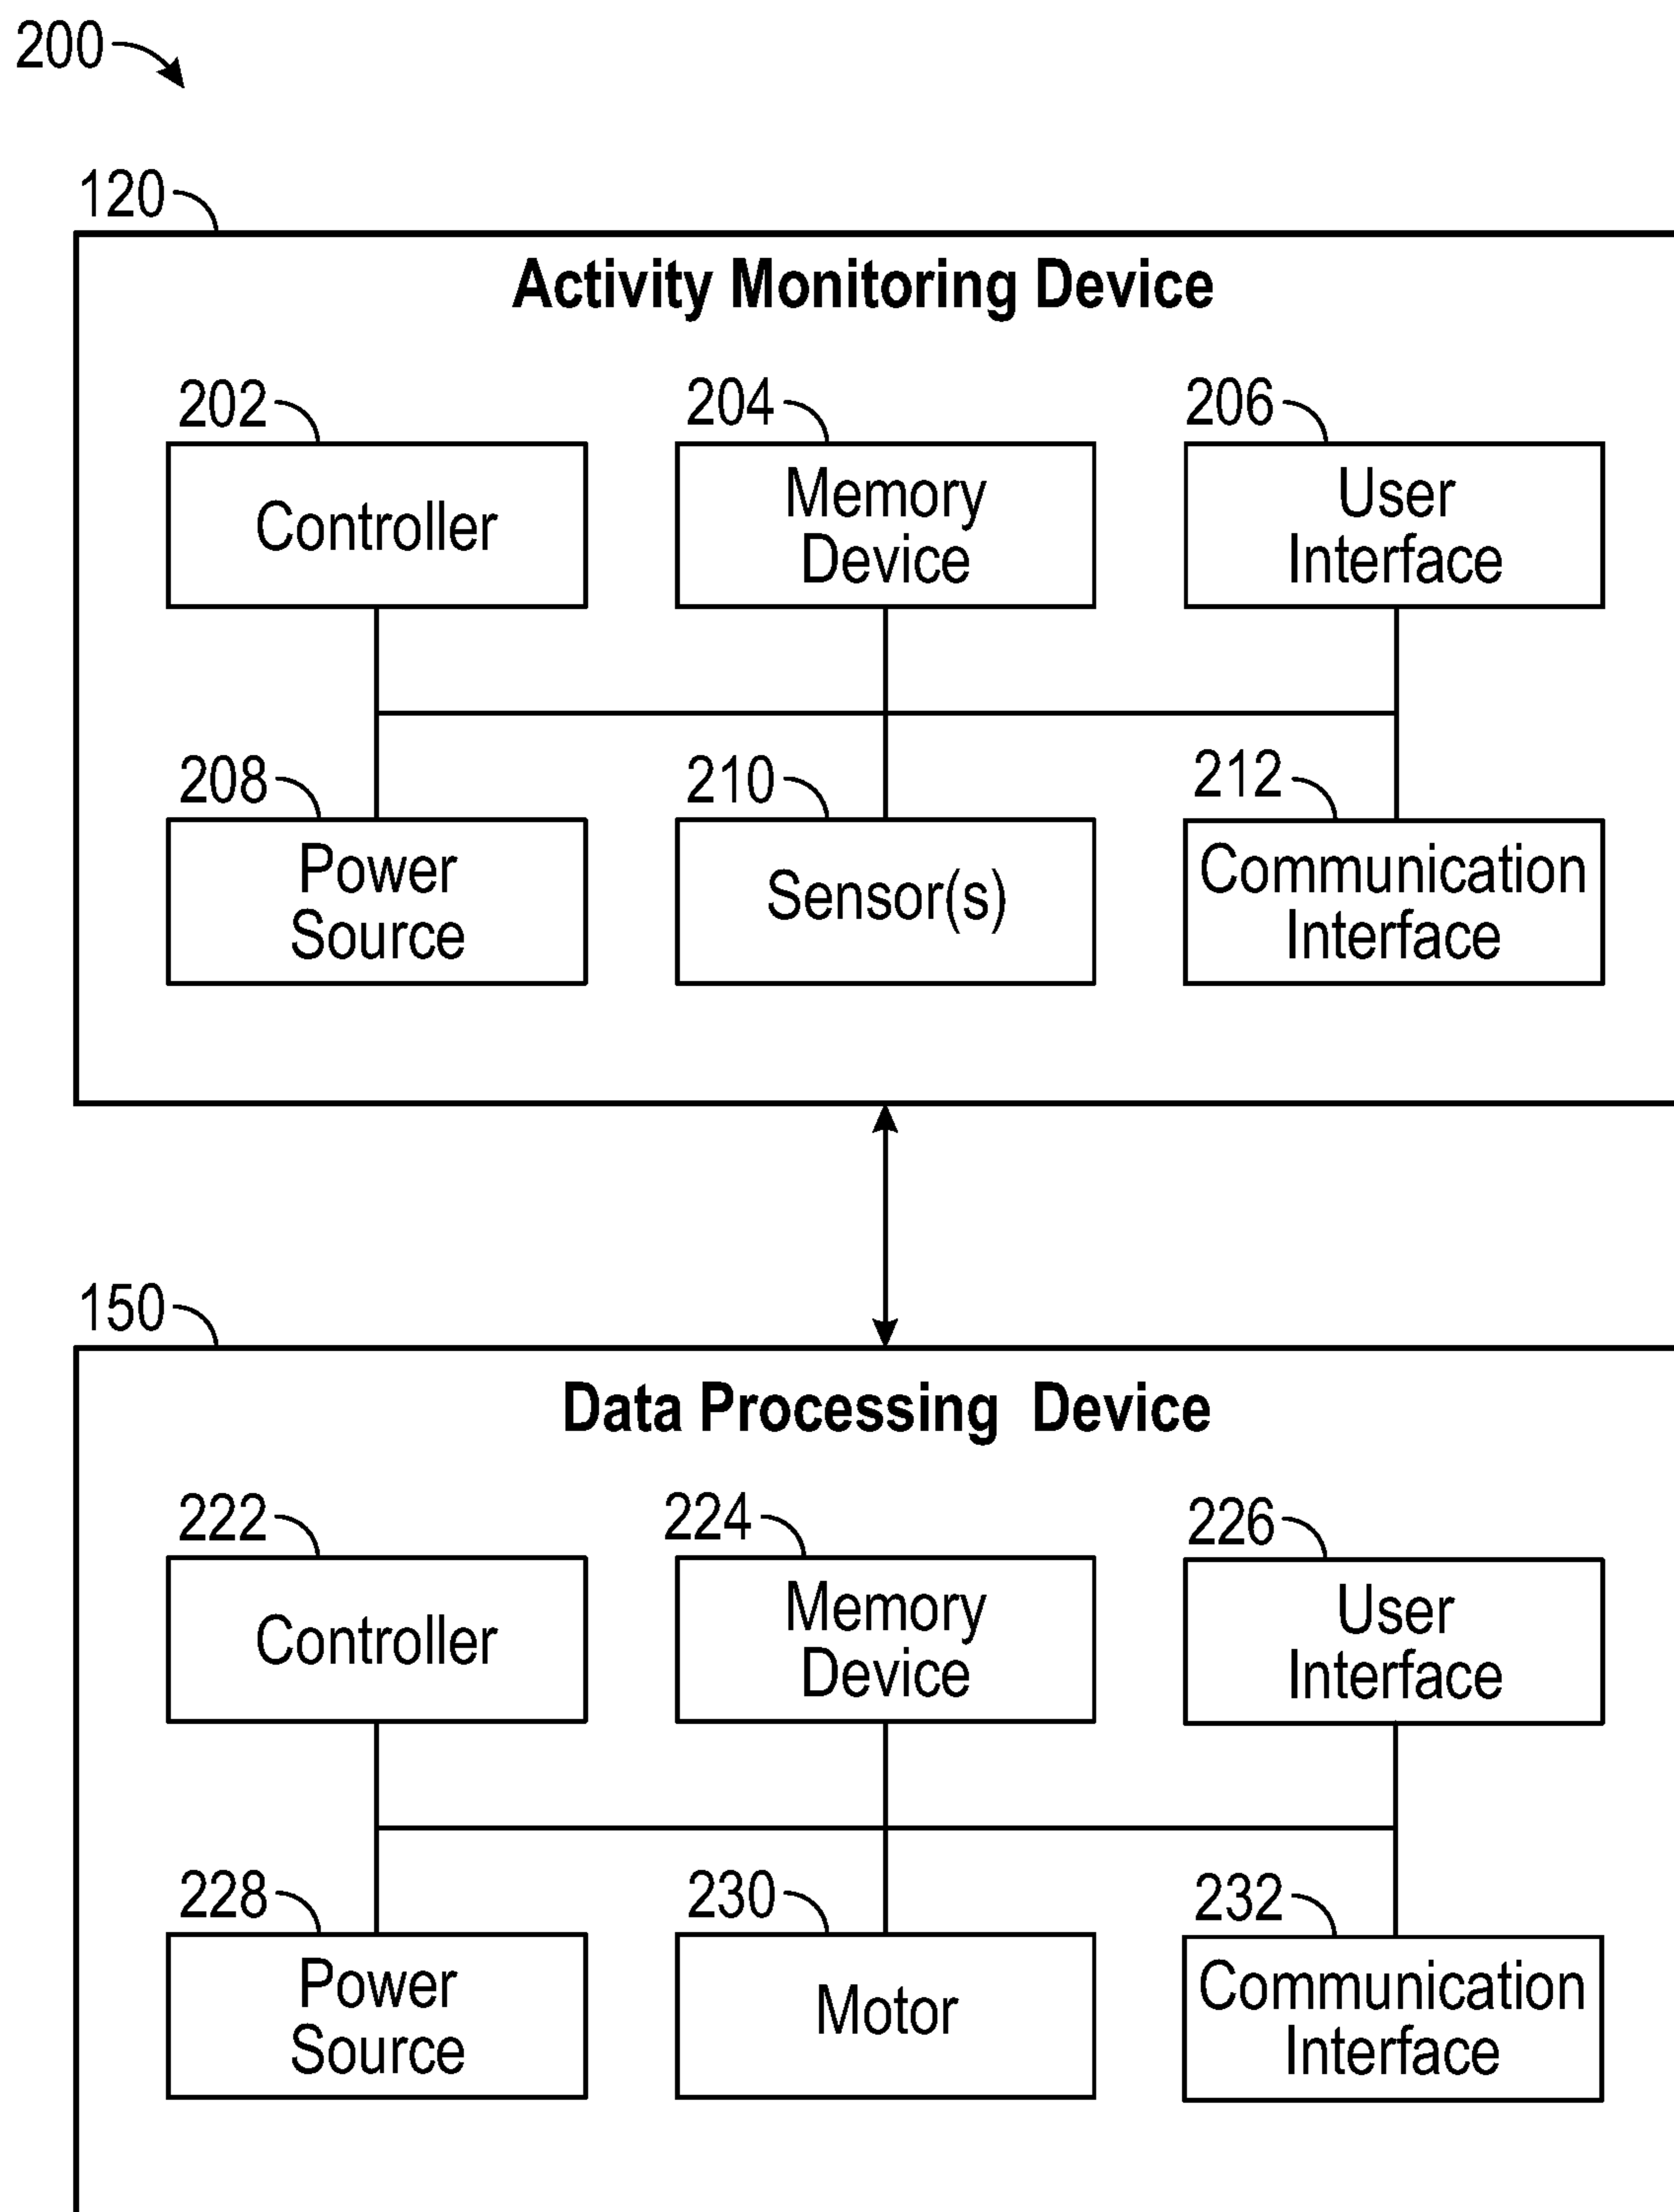 200
120
Activity Monitoring Device
202
204
206
Controller
Memory
Device
User
Interface
208
210
212
Power
Source
Sensor(s)
Communication
Interface
150
Data Processing Device
222
224
226
Controller
Memory
Device
User
Interface
228
230
232
Power
Source
Motor
Communication
Interface